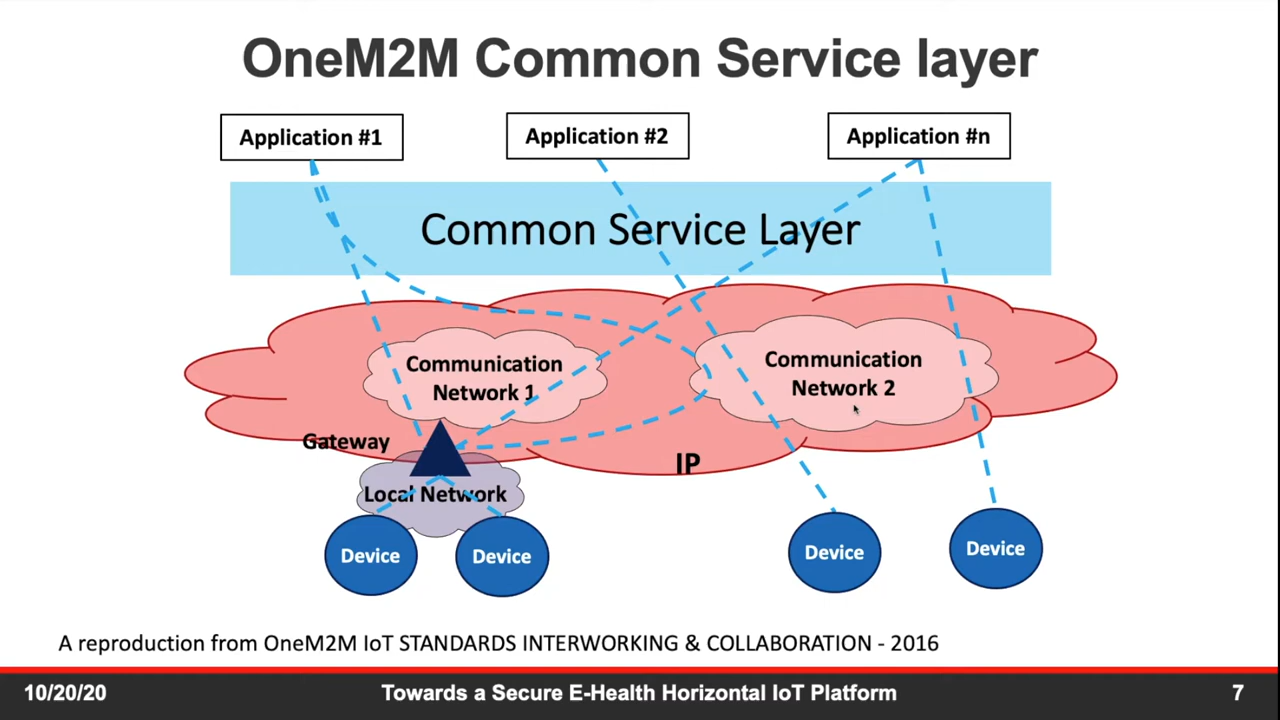 OneM2M Common Service layer
Application #1
Application #2
Application #n
Common Service Layer
Communication
Network 1
Communication
Network 2
Gateway
IP
Local Network
Device
Device
Device
Device
A reproduction from OneM2M IoT STANDARDS INTERWORKING & COLLABORATION - 2016
10/20/20
Towards a Secure E-Health Horizontal IoT Platform
7